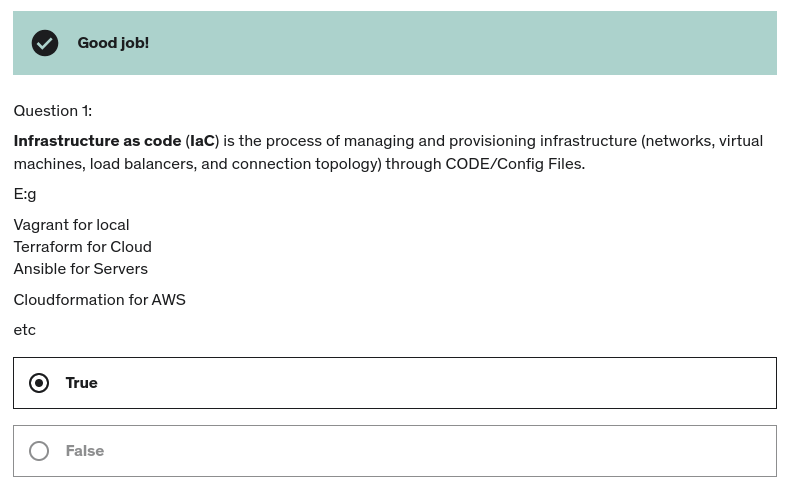 Good job!
Question 1:
Infrastructure as code (IaC) is the process of managing and provisioning infrastructure (networks, virtual
machines, load balancers, and connection topology) through CODE/Config Files.
E:g
Vagrant for local
Terraform for Cloud
Ansible for Servers
Cloudformation for AWS
etc
True
False